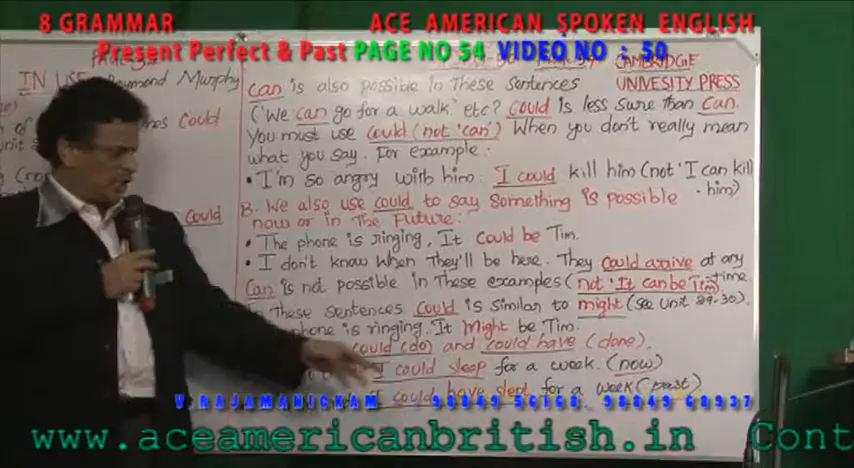 8 GRAMMAR
ACE AMERICAN SPOKEN ENGLISH
Present Perfect & Past PAGE NO 54 VIDEO NO : 50
CAMBRIDGE
UNIVESITY PRESS
IN USE Raymond Murphy
Could
could
can is also possible in These sentences
('We can go for a walk' etc? could is less sure than can.
You must use could (not 'can') When you don't really mean
what you say. For example:
• I'm so angry with him. I could kill him (not 'I can kill him)
B. We also use could to say something is possible
now or in The Future:
• The phone is ringing, It could be Tim.
• I don't know when They'll be here. They could arrive at any time.
Can is not possible in These examples (not 'It can be Tim)
These sentences could is similar to might (see unit 29-30).
phone is ringing. It Might be Tim.
could (do) and could have (done).
I could sleep for a week. (now)
I could have slept for a week (past)
V.RAJAMANICKAM 98849 56168, 98849 68937
www.aceamericanbritish.in Cont